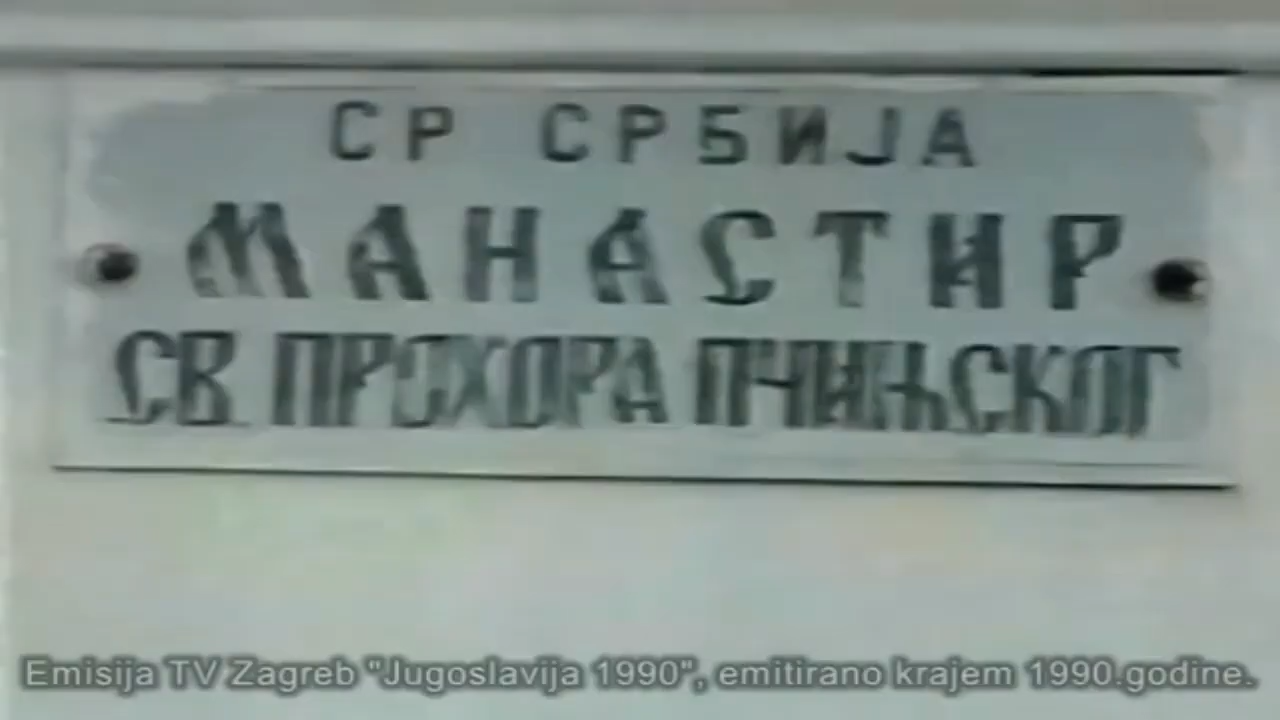 СР СРБИЈА
МАНАСТИР
СВ. ПРОХОРА ПЧИЊСКОГ
Emisija TV Zagreb "Jugoslavija 1990", emitirano krajem 1990.godine.